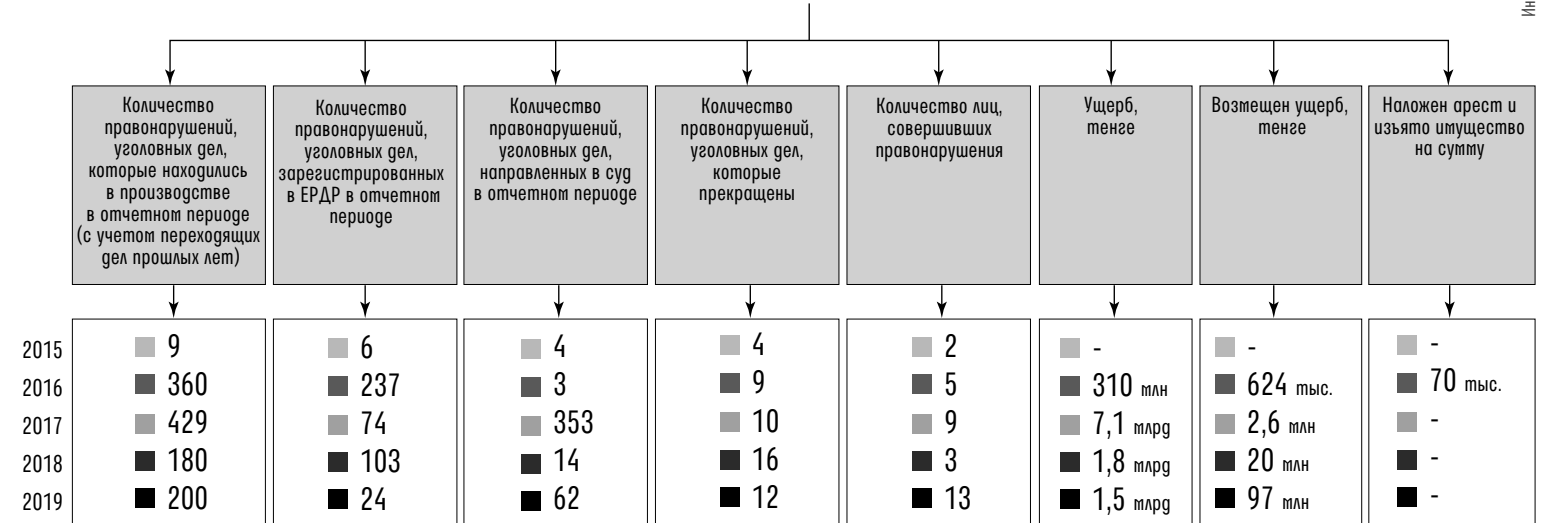 Ин
Количество
правонарушений,
уголовных дел,
которые находились
в производстве
в отчетном периоде
(с учетом переходящих
дел прошлых лет)
Количество
правонарушений,
уголовных дел,
зарегистрированных
в ЕРДР в отчетном
периоде
Количество
правонарушений,
уголовных дел,
направленных в суд
в отчетном периоде
Количество
правонарушений,
уголовных дел,
которые
прекращены
Количество лиц,
совершивших
правонарушения
Ущерб,
тенге
Возмещен ущерб,
тенге
Наложен арест и
изъято имущество
на сумму
2015 9 6 4 4 2 - - -
2016 360 237 3 9 5 310 млн 624 тыс. 70 тыс.
2017 429 74 353 10 9 7,1 млрд 2,6 млн -
2018 180 103 14 16 3 1,8 млрд 20 млн -
2019 200 24 62 12 13 1,5 млрд 97 млн -